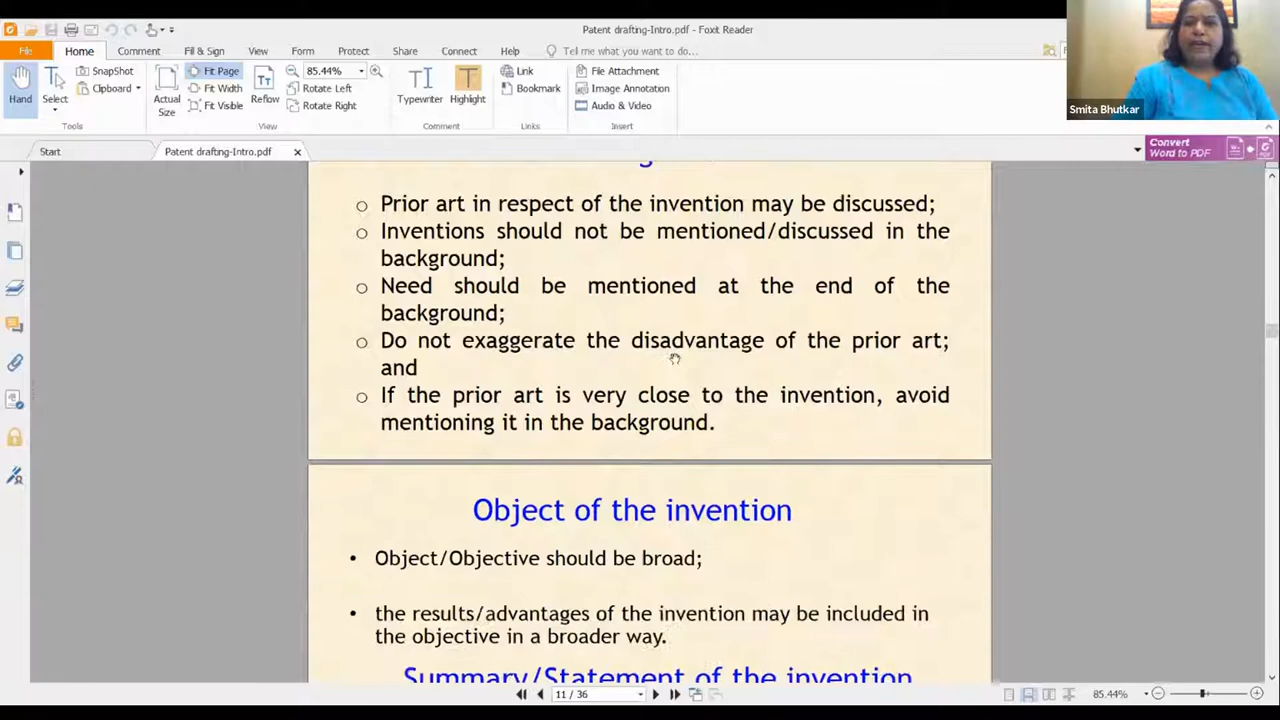 Patent drafting-Intro.pdf - Foxit Reader
File Home Comment Fill & Sign View Form Protect Share Connect Help Tell me what you want to do...
Hand
Select
SnapShot
Clipboard
Tools
Actual
Size
Fit Page
Fit Width
Fit Visible
Reflow
85.44%
Rotate Left
Rotate Right
View
Typewriter
Highlight
Comment
Link
Bookmark
Links
File Attachment
Image Annotation
Audio & Video
Insert
Smita Bhutkar
Start
Patent drafting-Intro.pdf
Convert
Word to PDF
Prior art in respect of the invention may be discussed;
Inventions should not be mentioned/discussed in the
background;
Need should be mentioned at the end of the
background;
Do not exaggerate the disadvantage of the prior art;
and
If the prior art is very close to the invention, avoid
mentioning it in the background.
Object of the invention
• Object/Objective should be broad;
• the results/advantages of the invention may be included in
the objective in a broader way.
Summary/Statement of the invention
11 / 36
85.44%